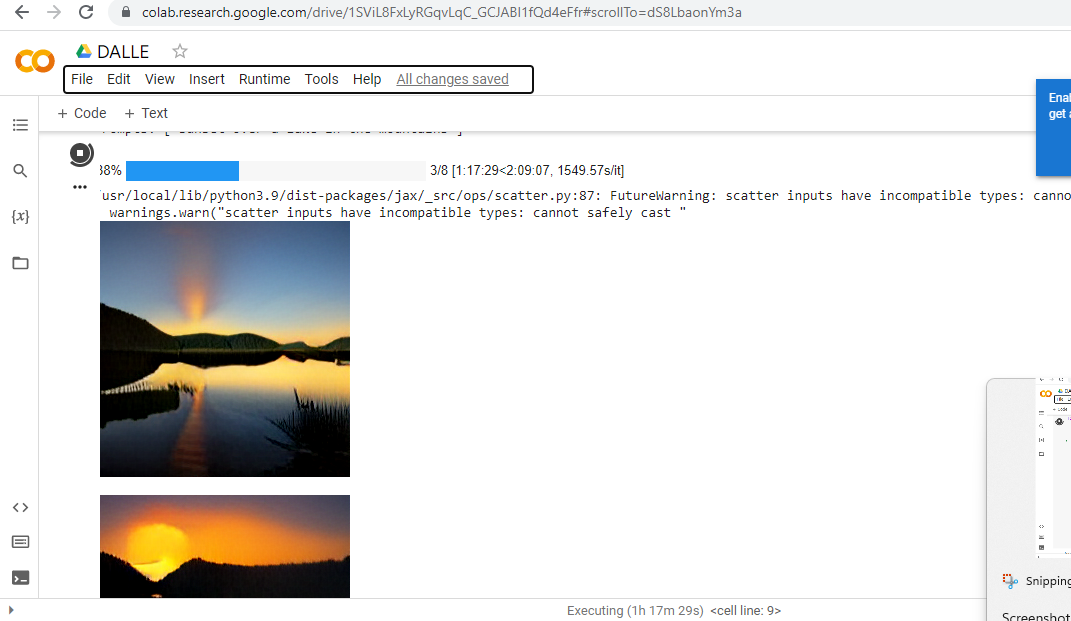 colab.research.google.com/drive/1SViL8FxLyRGqvLqC_GCJABI1fQd4eFfr#scrollTo=dS8LbaonYm3a
DALLE
File Edit View Insert Runtime Tools Help All changes saved
+ Code + Text
Enal
get a
38% 3/8 [1:17:29<2:09:07, 1549.57s/it]
usr/local/lib/python3.9/dist-packages/jax/_src/ops/scatter.py:87: FutureWarning: scatter inputs have incompatible types: canno
warnings.warn("scatter inputs have incompatible types: cannot safely cast "
{x}
Snipping
Screenshot
Executing (1h 17m 29s) <cell line: 9>